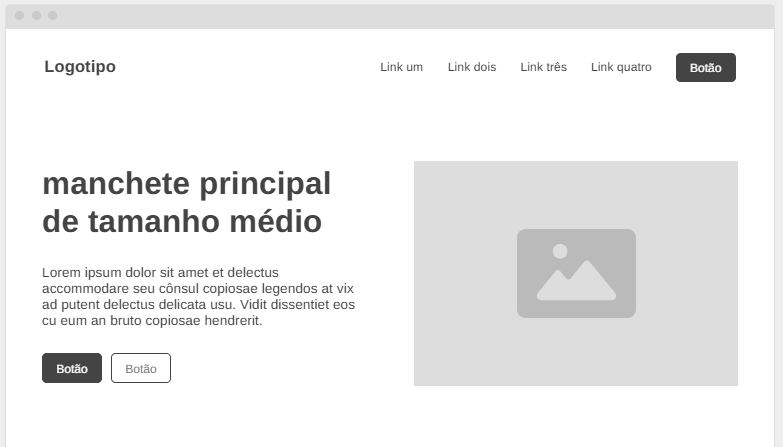 Logotipo
Link um Link dois Link três Link quatro Botão
manchete principal
de tamanho médio
Lorem ipsum dolor sit amet et delectus
accommodare seu cônsul copiosae legendos at vix
ad putent delectus delicata usu. Vidit dissentiet eos
cu eum an bruto copiosae hendrerit.
Botão Botão